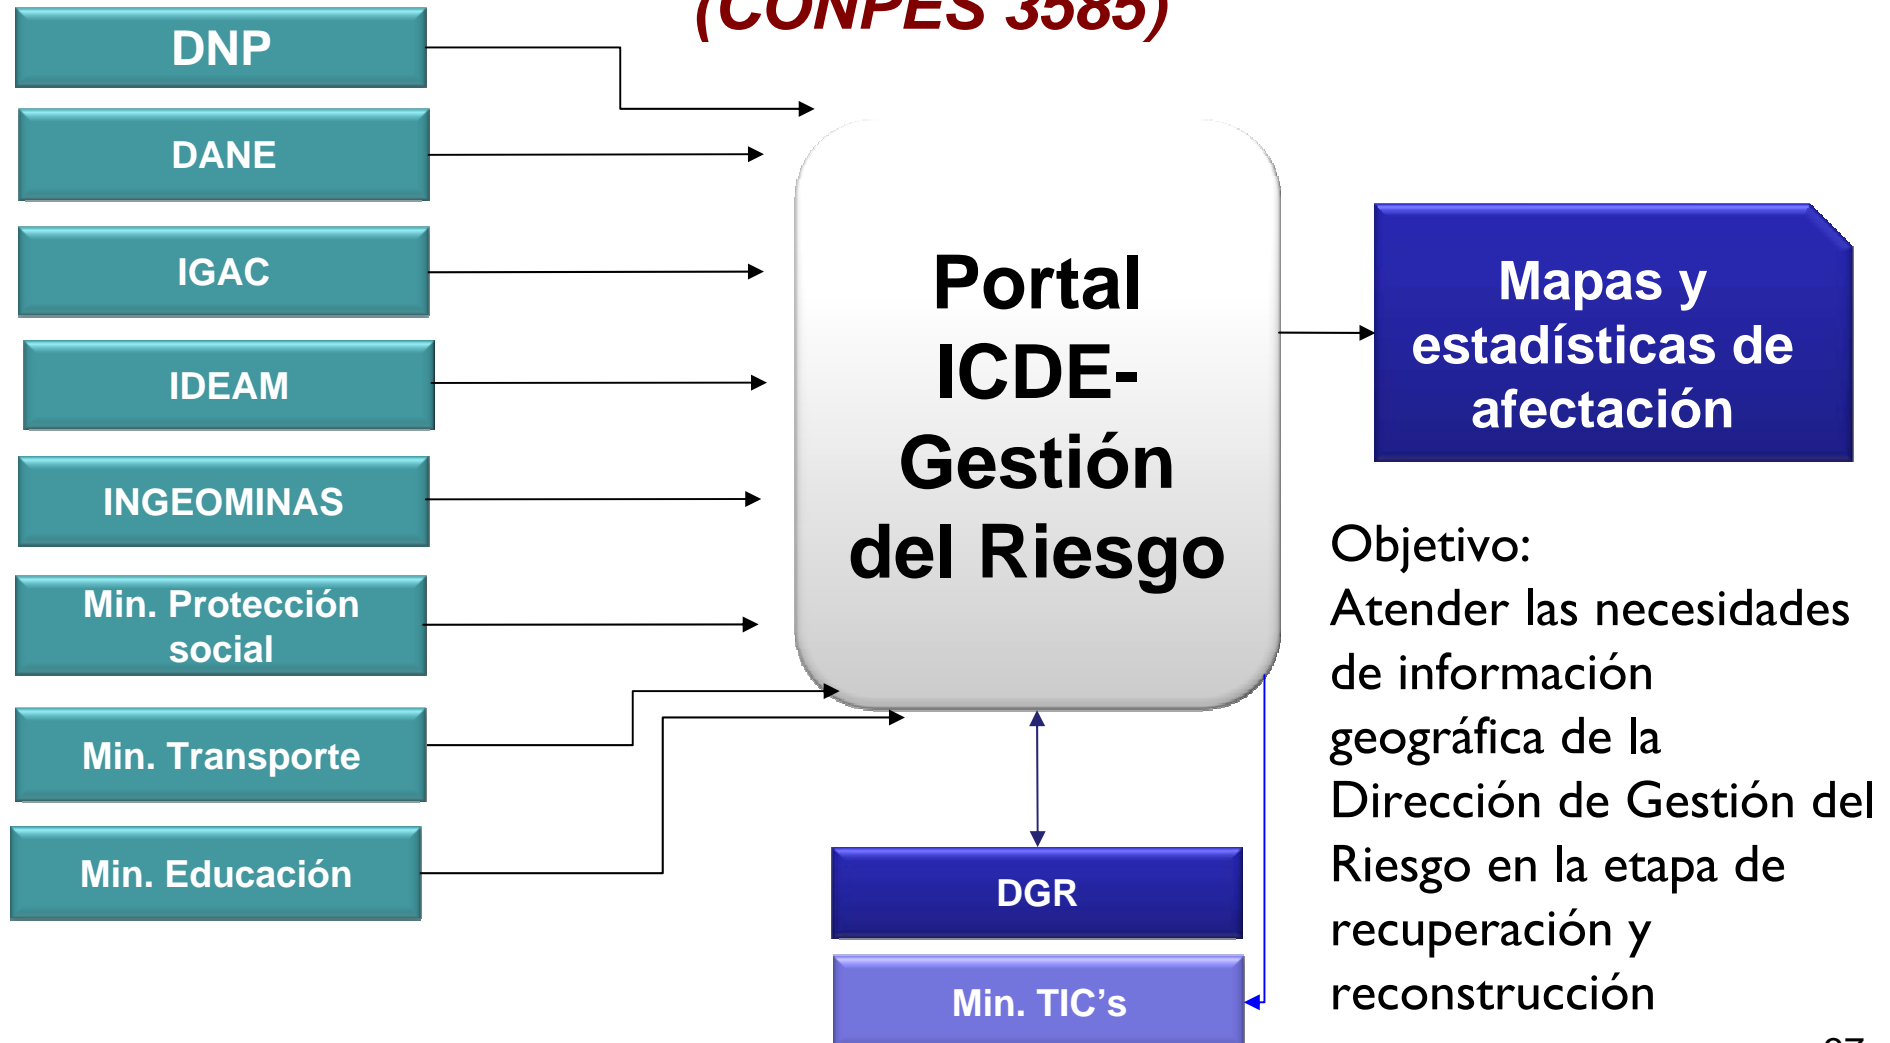 (CONPES 3585)
DNP
DANE
IGAC
IDEAM
INGEOMINAS
Min. Protección
social
Min. Transporte
Min. Educación
Portal
ICDE-
Gestión
del Riesgo
DGR
Min. TIC's
Mapas y
estadísticas de
afectación
Objetivo:
Atender las necesidades
de información
geográfica de la
Dirección de Gestión del
Riesgo en la etapa de
recuperación y
reconstrucción